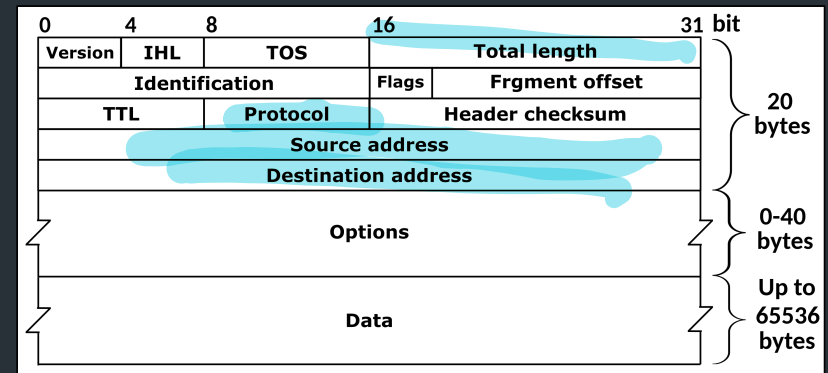 0 4 8 16 31 bit
Version IHL TOS Total length
Identification Flags Frgment offset
TTL Protocol Header checksum
20
bytes
Source address
Destination address
Options
0-40
bytes
Data
Up to
65536
bytes